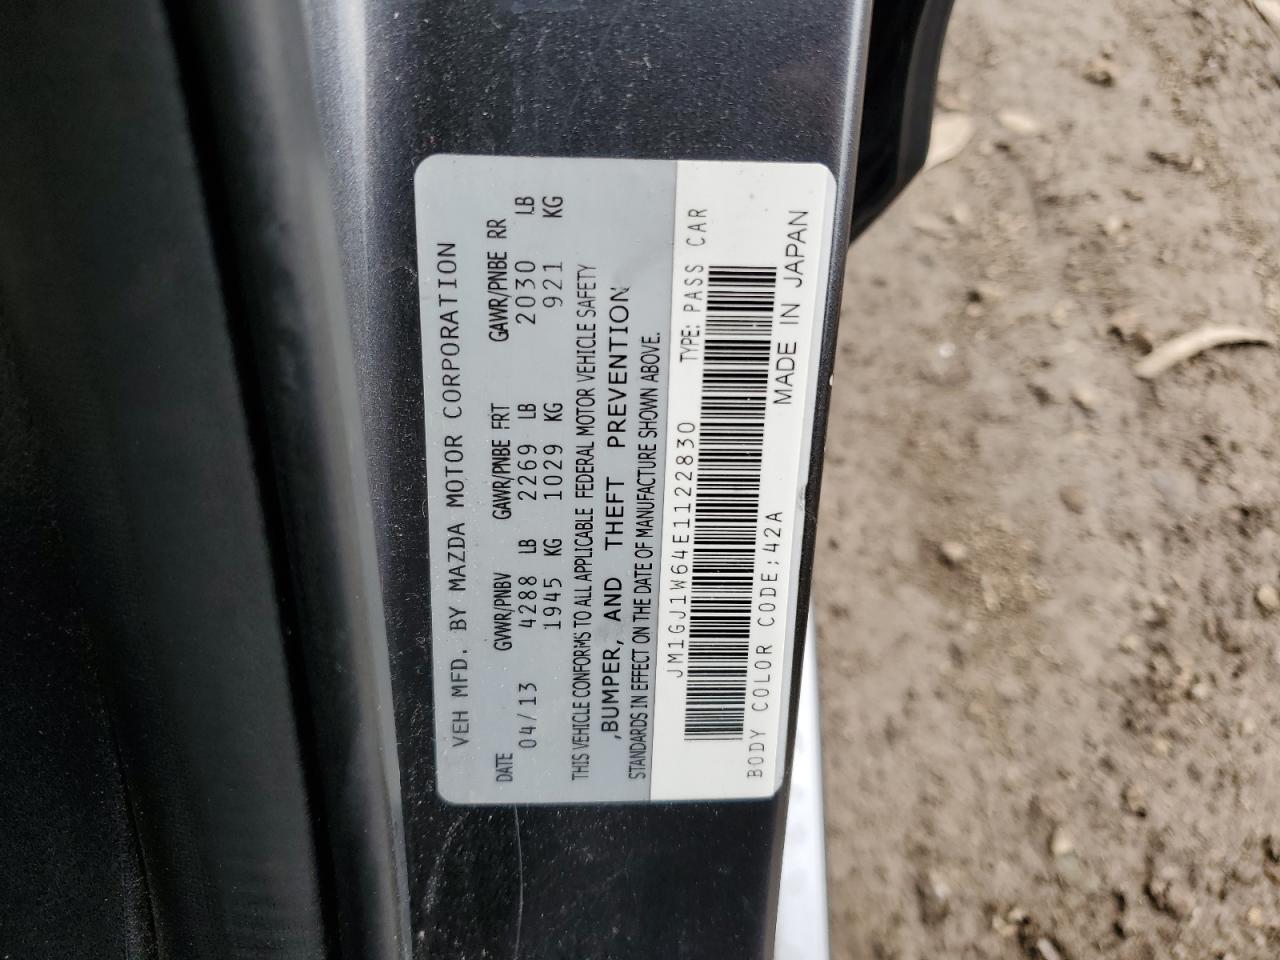 VEH MFD. BY MAZDA MOTOR CORPORATION
DATE GVWR/PNBV GAWR/PNBE FRT GAWR/PNBE RR
04/13 4288 LB 2269 LB 2030 LB
1945 KG 1029 KG 921 KG
THIS VEHICLE CONFORMS TO ALL APPLICABLE FEDERAL MOTOR VEHICLE SAFETY
,BUMPER, AND THEFT PREVENTION
STANDARDS IN EFFECT ON THE DATE OF MANUFACTURE SHOWN ABOVE.
JM1GJ1W64E1122830 TYPE: PASS CAR
BODY COLOR CODE;42A MADE IN JAPAN